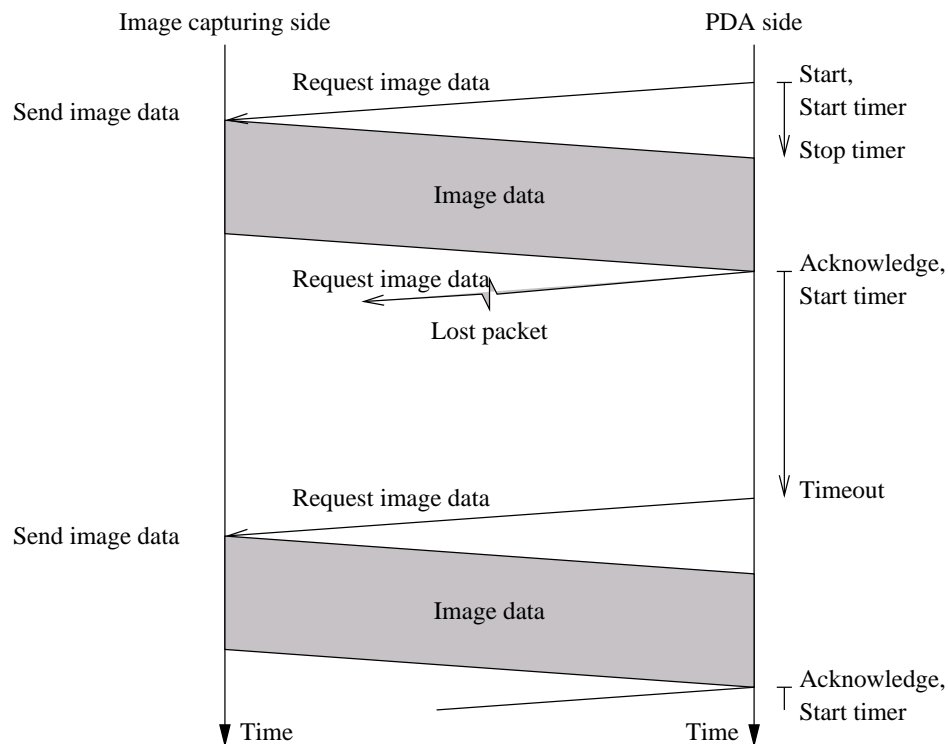 Image capturing side
PDA side
Request image data
Start,
Start timer
Send image data
Stop timer
Image data
Request image data
Acknowledge,
Start timer
Lost packet
Request image data
Timeout
Send image data
Image data
Acknowledge,
Start timer
Time
Time